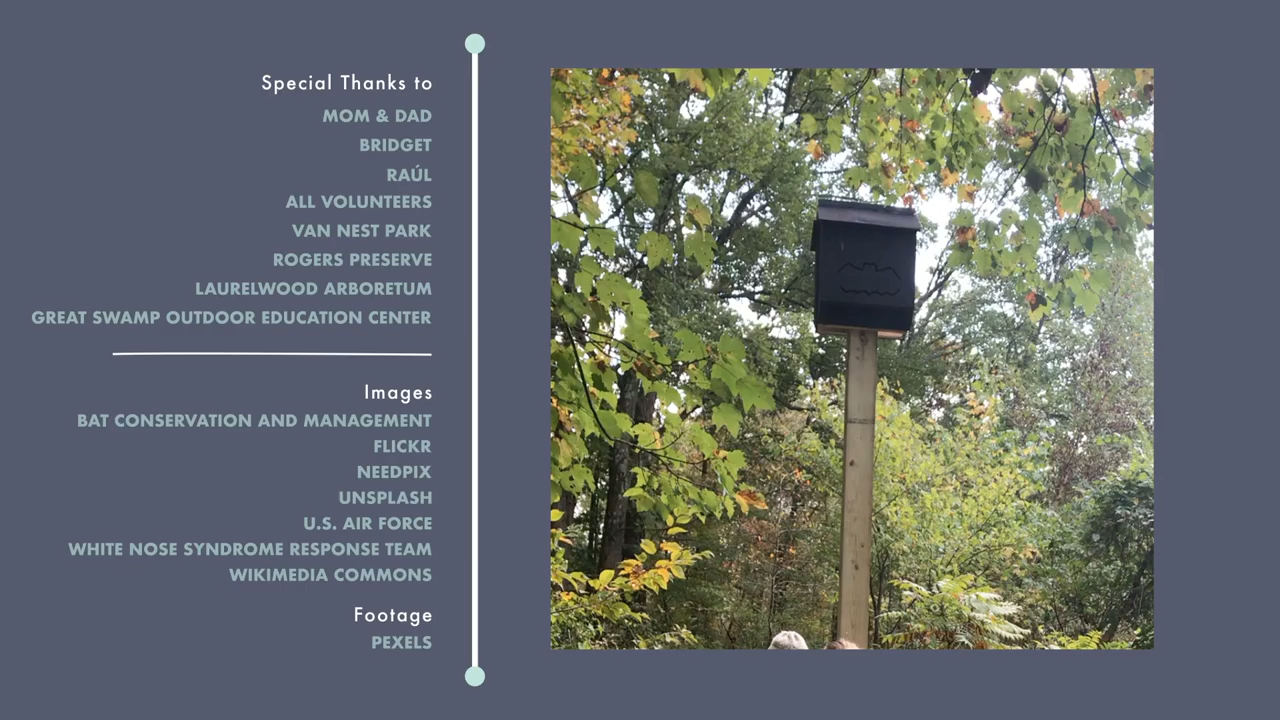 Special Thanks to
MOM & DAD
BRIDGET
RAÚL
ALL VOLUNTEERS
VAN NEST PARK
ROGERS PRESERVE
LAURELWOOD ARBORETUM
GREAT SWAMP OUTDOOR EDUCATION CENTER
Images
BAT CONSERVATION AND MANAGEMENT
FLICKR
NEEDPIX
UNSPLASH
U.S. AIR FORCE
WHITE NOSE SYNDROME RESPONSE TEAM
WIKIMEDIA COMMONS
Footage
PEXELS